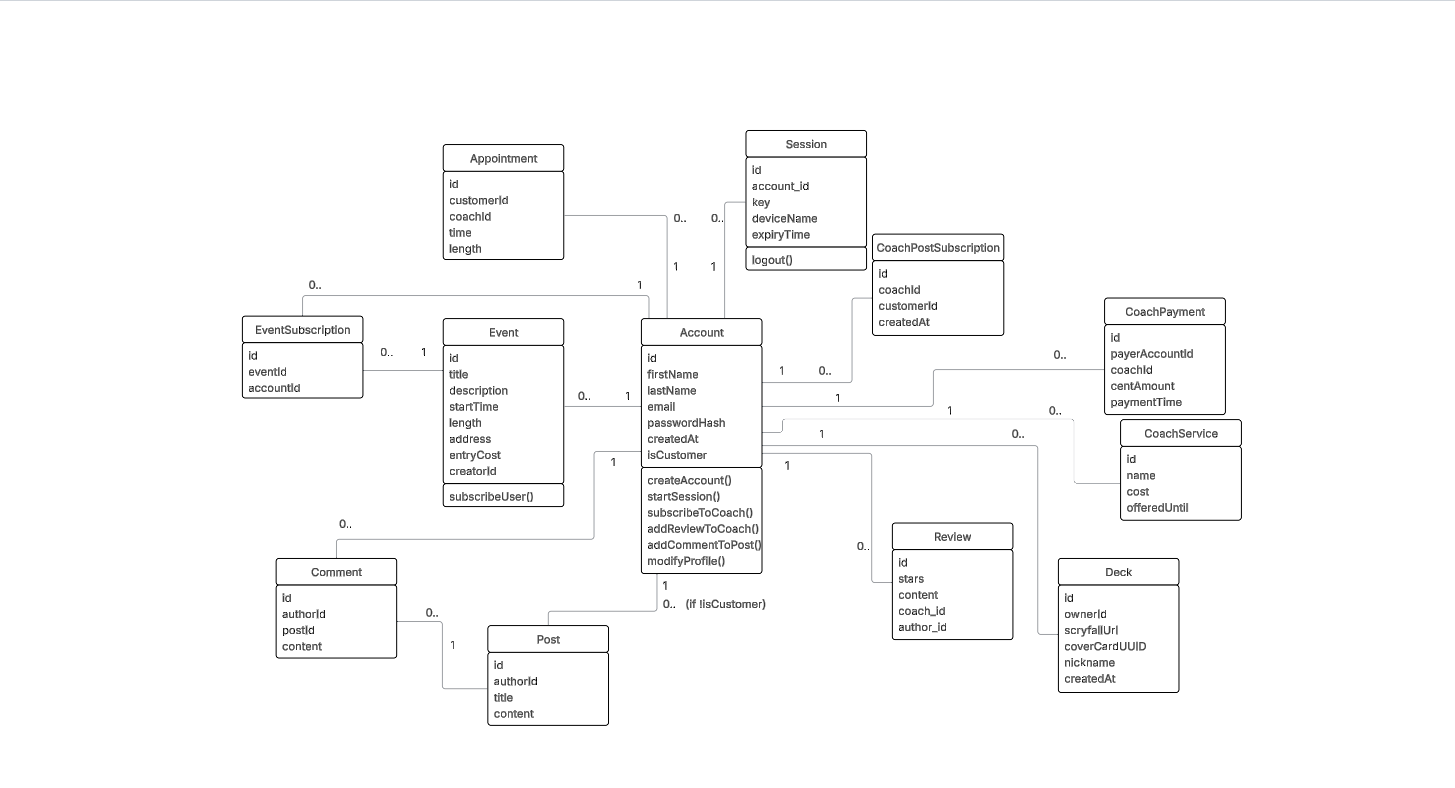 Appointment
id
customerId
coachId
time
length
Session
id
account_id
key
deviceName
expiryTime
logout()
0..
0..
1
1
CoachPostSubscription
id
coachId
customerId
createdAt
0..
1
EventSubscription
id
eventId
accountId
0..
1
Event
id
title
description
startTime
length
address
entryCost
creatorId
subscribeUser()
0..
1
Account
id
firstName
lastName
email
passwordHash
createdAt
isCustomer
createAccount()
startSession()
subscribeToCoach()
addReviewToCoach()
addCommentToPost()
modifyProfile()
1
0..
CoachPayment
id
payerAccountId
coachId
centAmount
paymentTime
0..
1
1
0..
CoachService
id
name
cost
offeredUntil
1
0..
1
0..
Review
id
stars
content
coach_id
author_id
Deck
id
ownerId
scryfallUrl
coverCardUUID
nickname
createdAt
1
0..
Comment
id
authorId
postId
content
0..
1
1
0.. (if !isCustomer)
Post
id
authorId
title
content